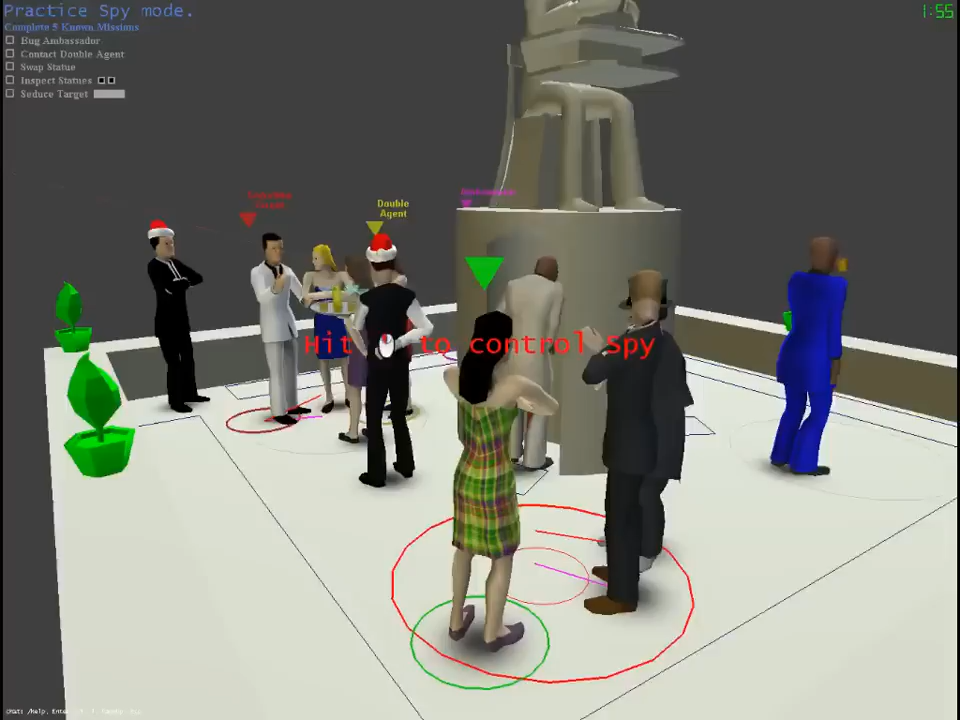 Practice Spy mode.
1:55
Complete 5 Known Missions
Bug Ambassador
Contact Double Agent
Swap Statue
Inspect Statues
Seduce Target
Double
Agent
Hit to control Spy